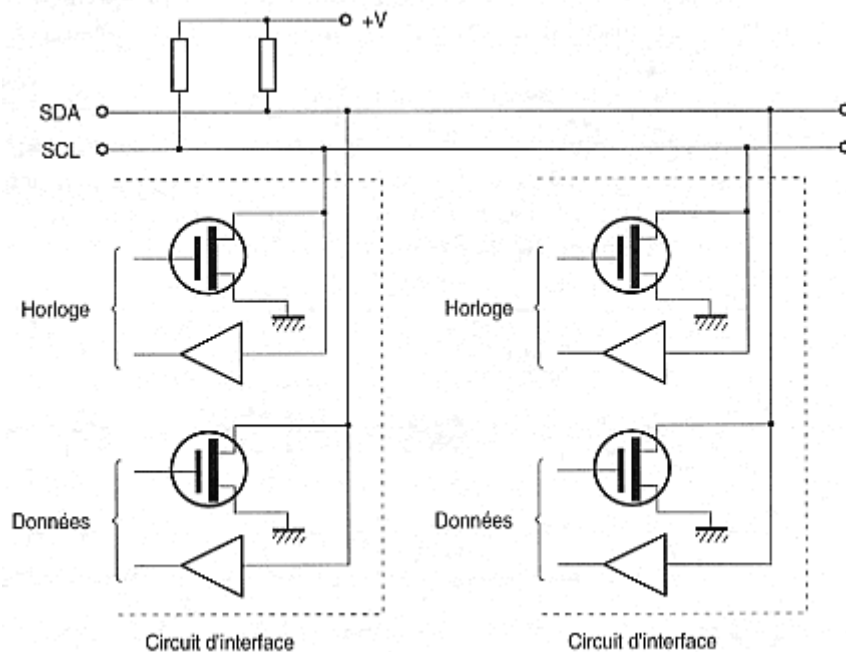 +V
SDA
SCL
Horloge
Horloge
Données
Données
Circuit d'interface
Circuit d'interface